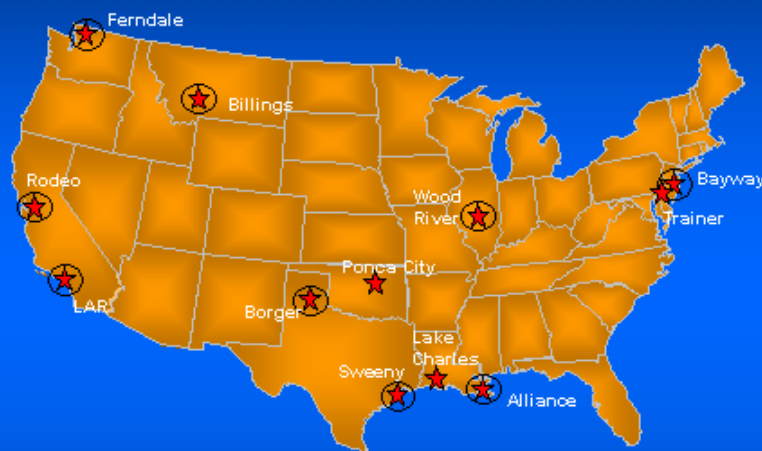 Ferndale
Billings
Rodeo
Bayway
Wood
River
Trainer
Ponca City
LAR
Borger
Lake
Charles
Sweeny
Alliance